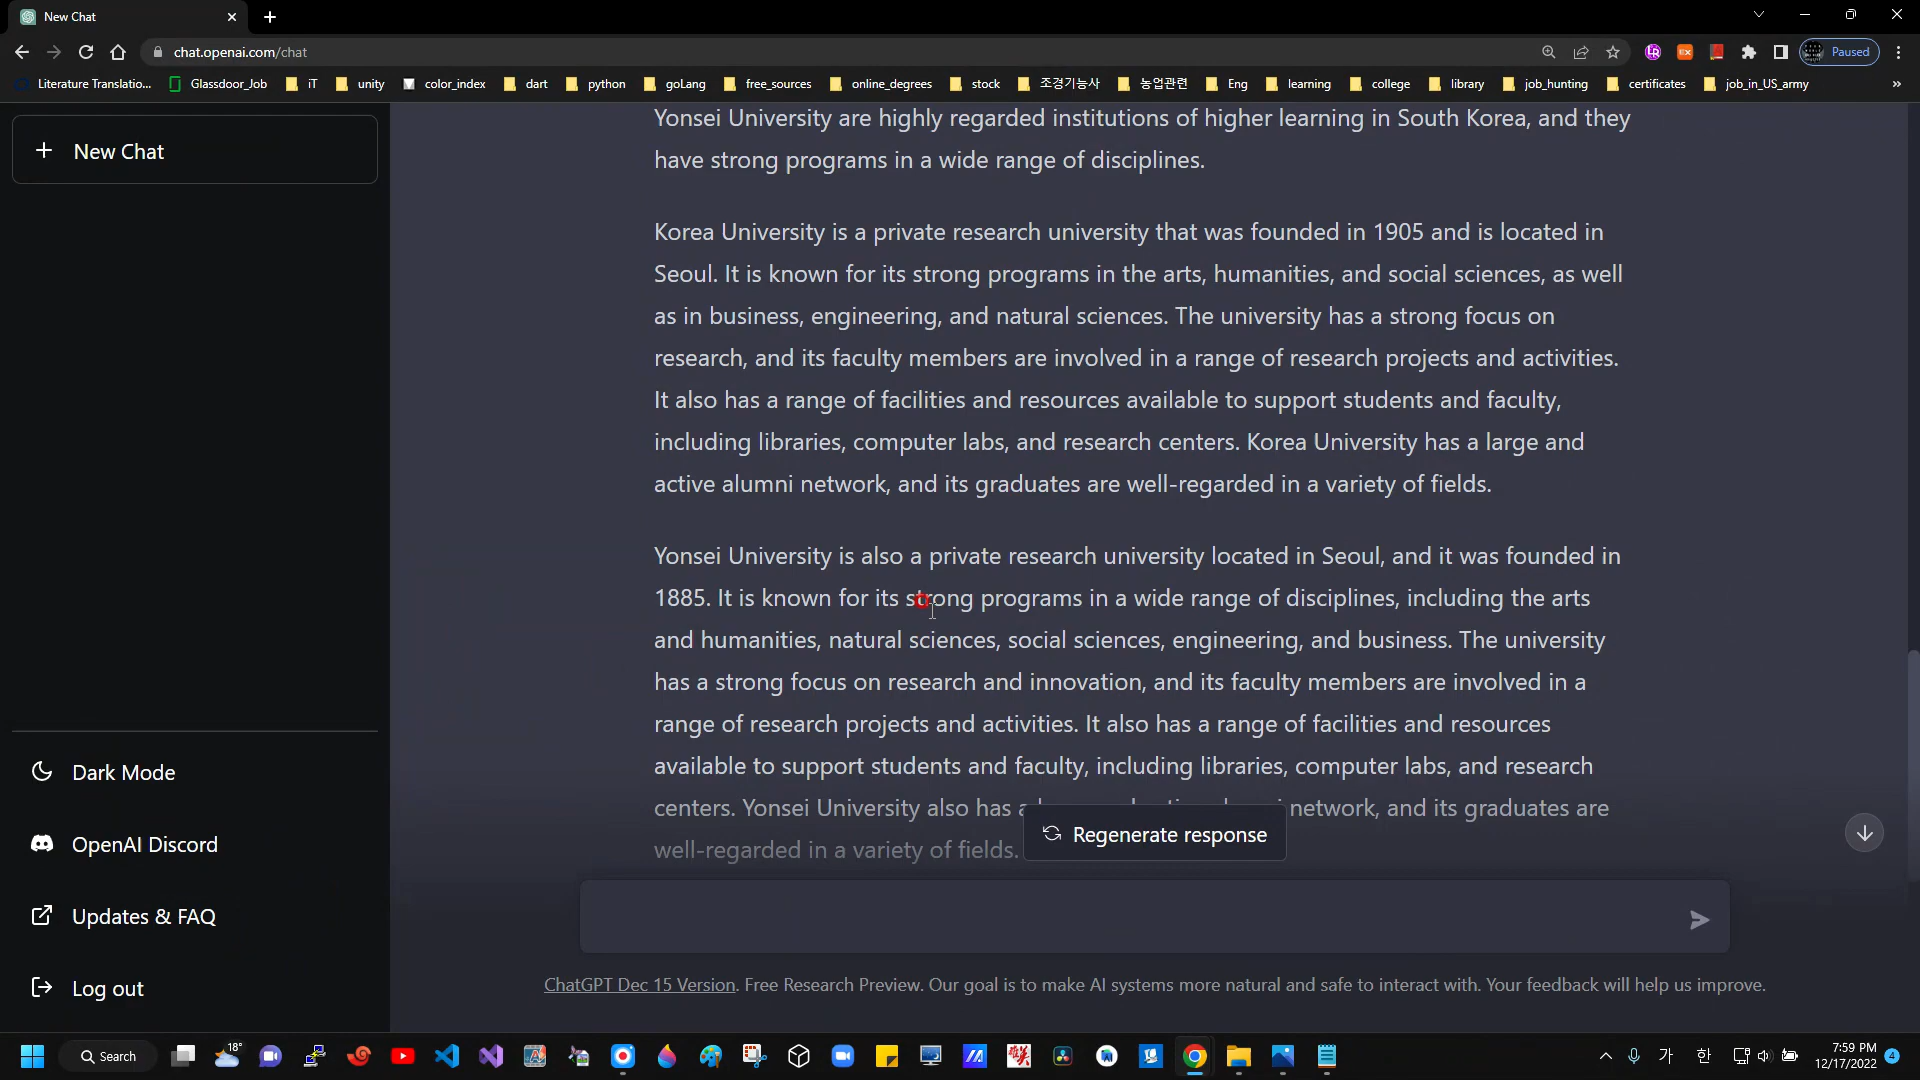 New Chat
chat.openai.com/chat
Paused
Literature Translatio...
Glassdoor_Job
iT
unity
color_index
dart
python
goLang
free_sources
online_degrees
stock
조경기능사
농업관련
Eng
learning
college
library
job_hunting
certificates
job_in_US_army
»
New Chat
Yonsei University are highly regarded institutions of higher learning in South Korea, and they
have strong programs in a wide range of disciplines.
Korea University is a private research university that was founded in 1905 and is located in
Seoul. It is known for its strong programs in the arts, humanities, and social sciences, as well
as in business, engineering, and natural sciences. The university has a strong focus on
research, and its faculty members are involved in a range of research projects and activities.
It also has a range of facilities and resources available to support students and faculty,
including libraries, computer labs, and research centers. Korea University has a large and
active alumni network, and its graduates are well-regarded in a variety of fields.
Yonsei University is also a private research university located in Seoul, and it was founded in
1885. It is known for its strong programs in a wide range of disciplines, including the arts
and humanities, natural sciences, social sciences, engineering, and business. The university
has a strong focus on research and innovation, and its faculty members are involved in a
range of research projects and activities. It also has a range of facilities and resources
available to support students and faculty, including libraries, computer labs, and research
centers. Yonsei University also has a network, and its graduates are
well-regarded in a variety of fields.
Regenerate response
Dark Mode
OpenAI Discord
Updates & FAQ
Log out
ChatGPT Dec 15 Version. Free Research Preview. Our goal is to make AI systems more natural and safe to interact with. Your feedback will help us improve.
Search
18°
가
한
7:59 PM
12/17/2022
4